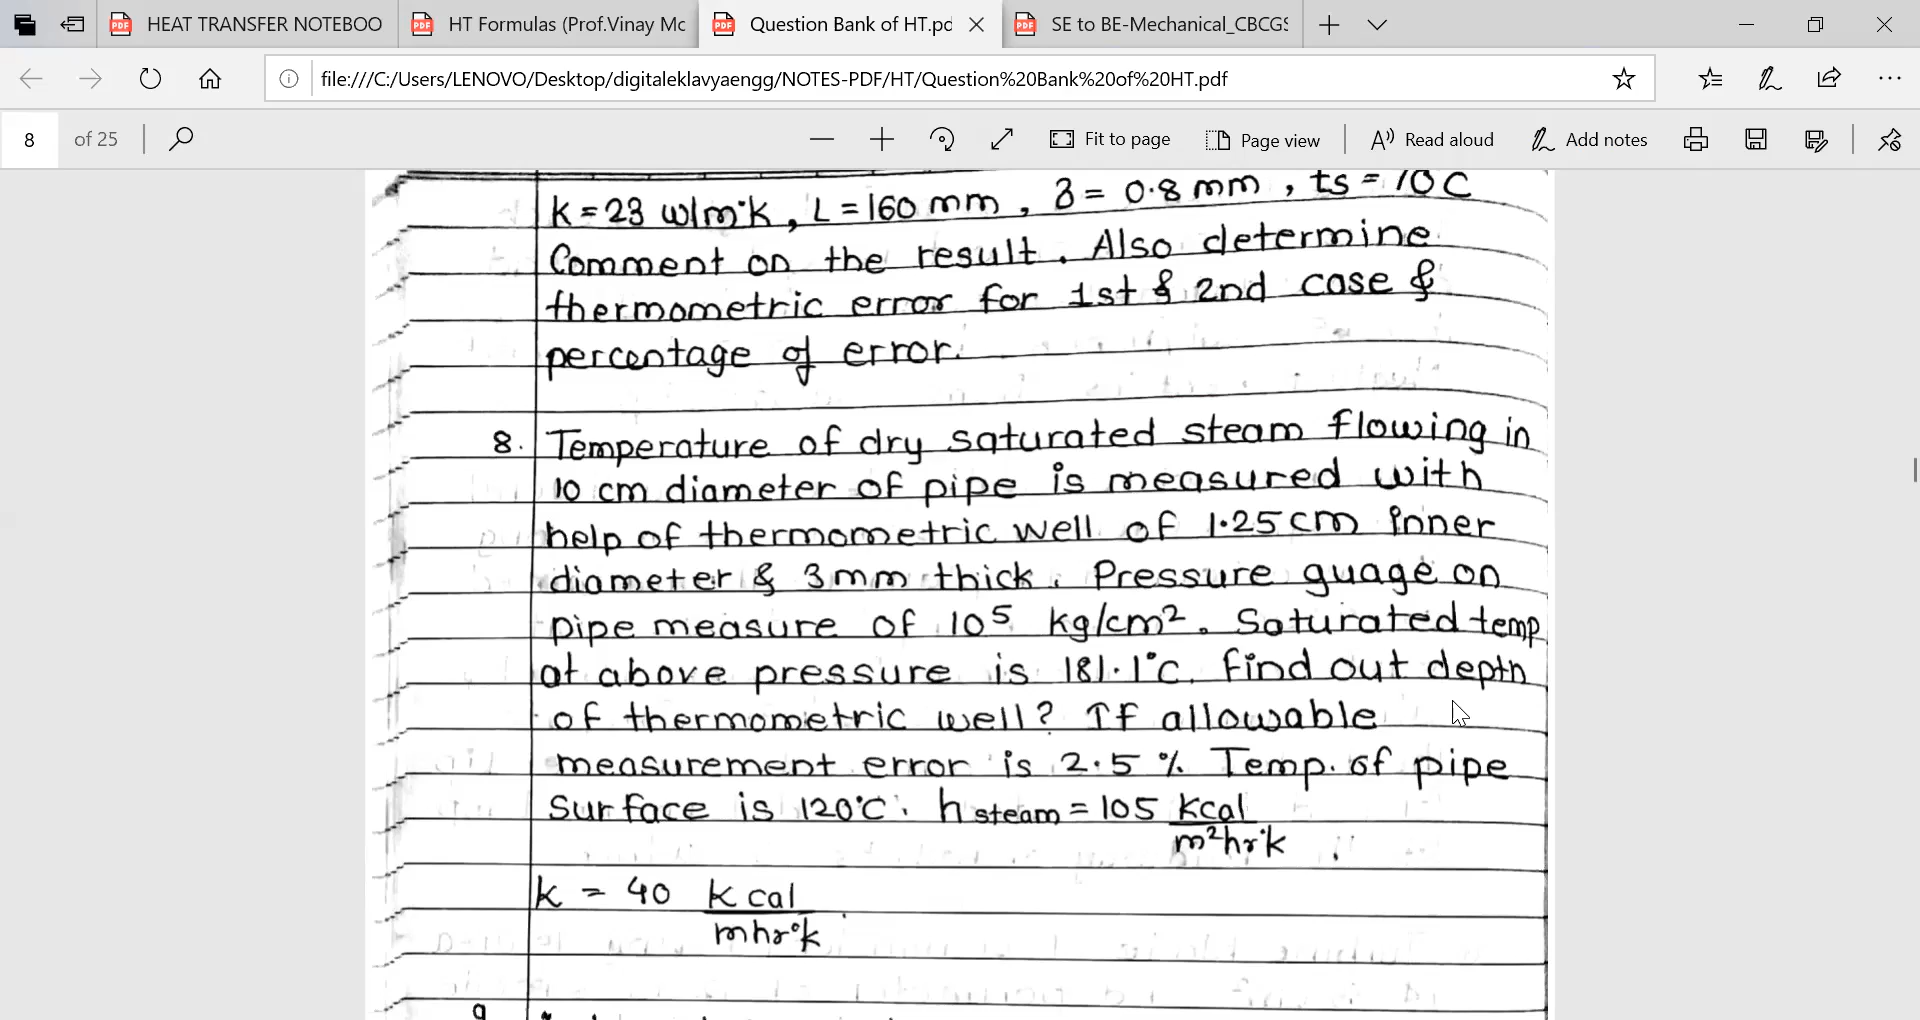 HEAT TRANSFER NOTEBOO
HT Formulas (Prof.Vinay Mc
Question Bank of HT.pd
SE to BE-Mechanical_CBCGS
file:///C:/Users/LENOVO/Desktop/digitaleklavyaengg/NOTES-PDF/HT/Question%20Bank%20of%20HT.pdf
8 of 25
Fit to page
Page view
Read aloud
Add notes
k = 23 w/m°k, L = 160 mm, δ = 0.8 mm, ts = 10°C
Comment on the result. Also determine
thermometric error for 1st & 2nd case &
percentage of error.
8. Temperature of dry saturated steam flowing in
10 cm diameter of pipe is measured with
help of thermometric well of 1.25 cm inner
diameter & 3 mm thick. Pressure guage on
pipe measure of 10⁵ kg/cm². Saturated temp
at above pressure is 181.1°C. Find out depth
of thermometric well? If allowable
measurement error is 2.5 % Temp. of pipe
surface is 120°C. h steam = 105 kcal
m²hr°k
k = 40 kcal
mhr°k
9